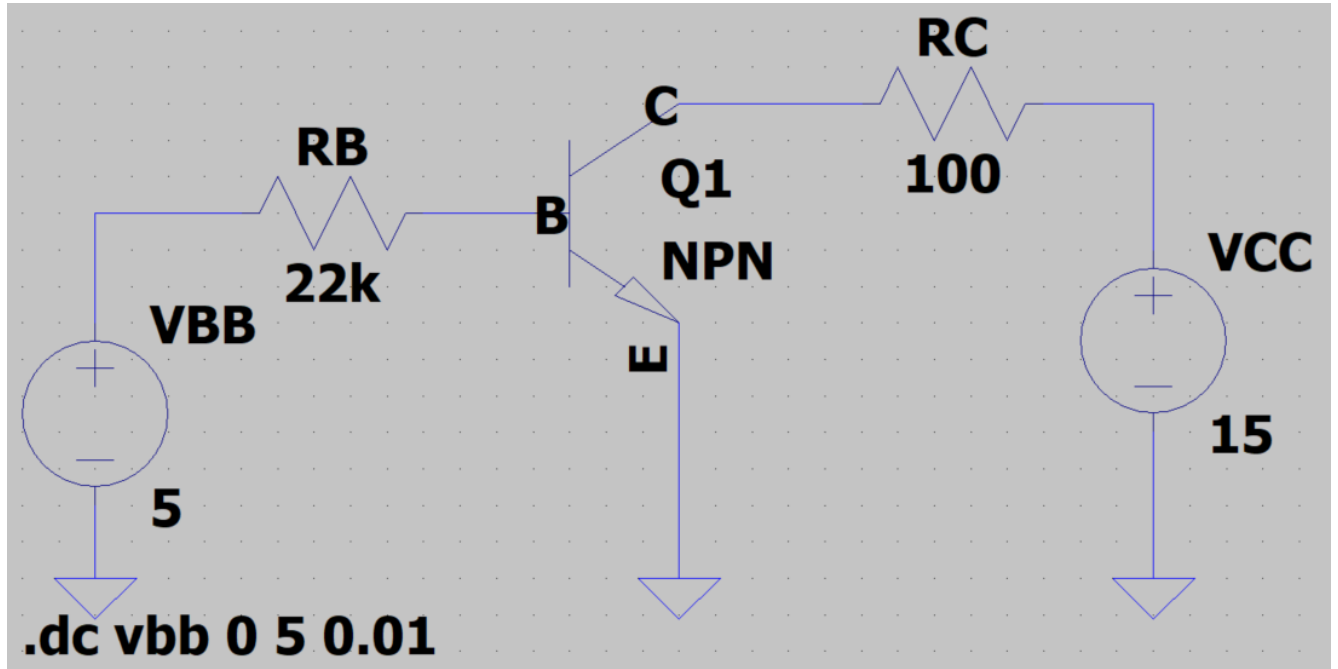 RC
C
100
RB
Q1
B
NPN
22k
VCC
VBB
E
15
5
.dc vbb 0 5 0.01